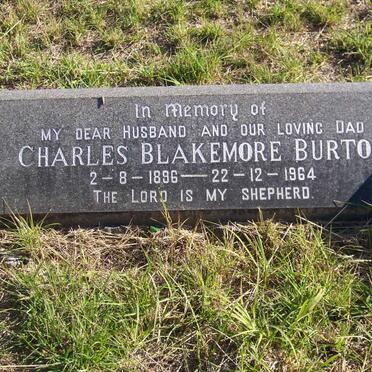 In Memory of
MY DEAR HUSBAND AND OUR LOVING DAD
CHARLES BLAKEMORE BURTO
2-8-1896 — 22-12-1964
THE LORD IS MY SHEPHERD.